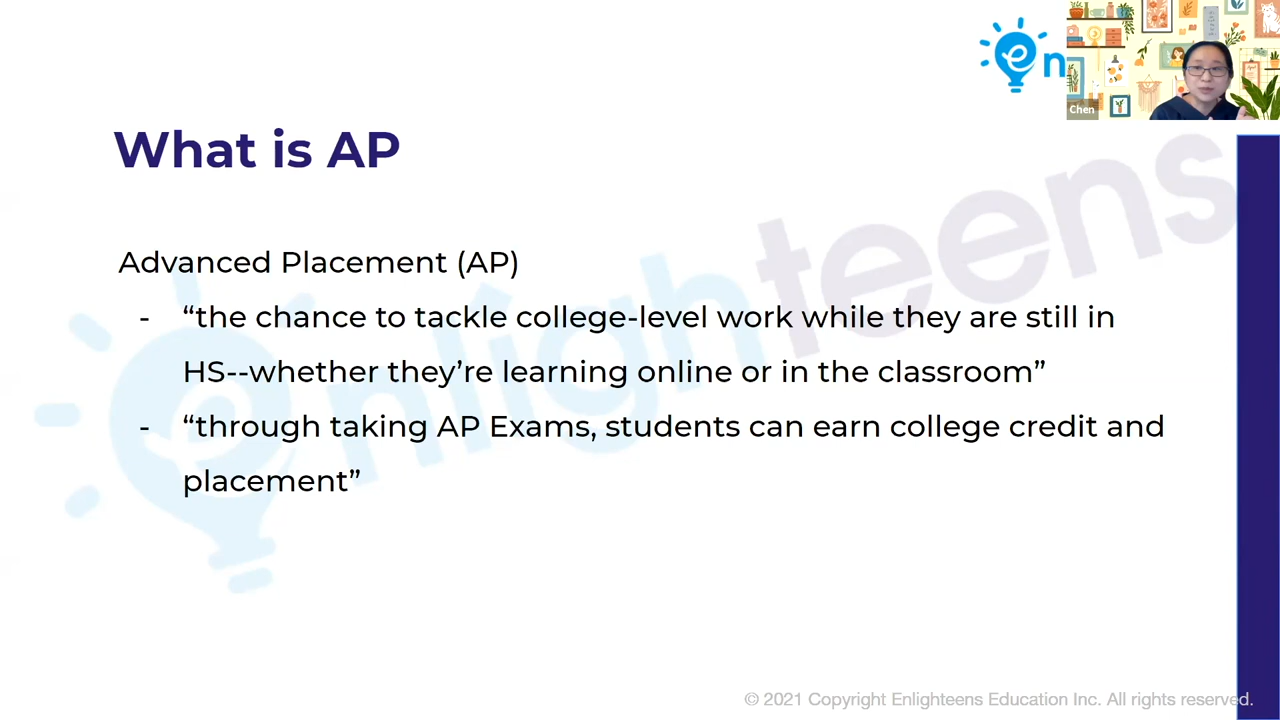 en
Chen
What is AP
enlighteens
Advanced Placement (AP)
- “the chance to tackle college-level work while they are still in
HS--whether they’re learning online or in the classroom”
- “through taking AP Exams, students can earn college credit and
placement”
© 2021 Copyright Enlighteens Education Inc. All rights reserved.